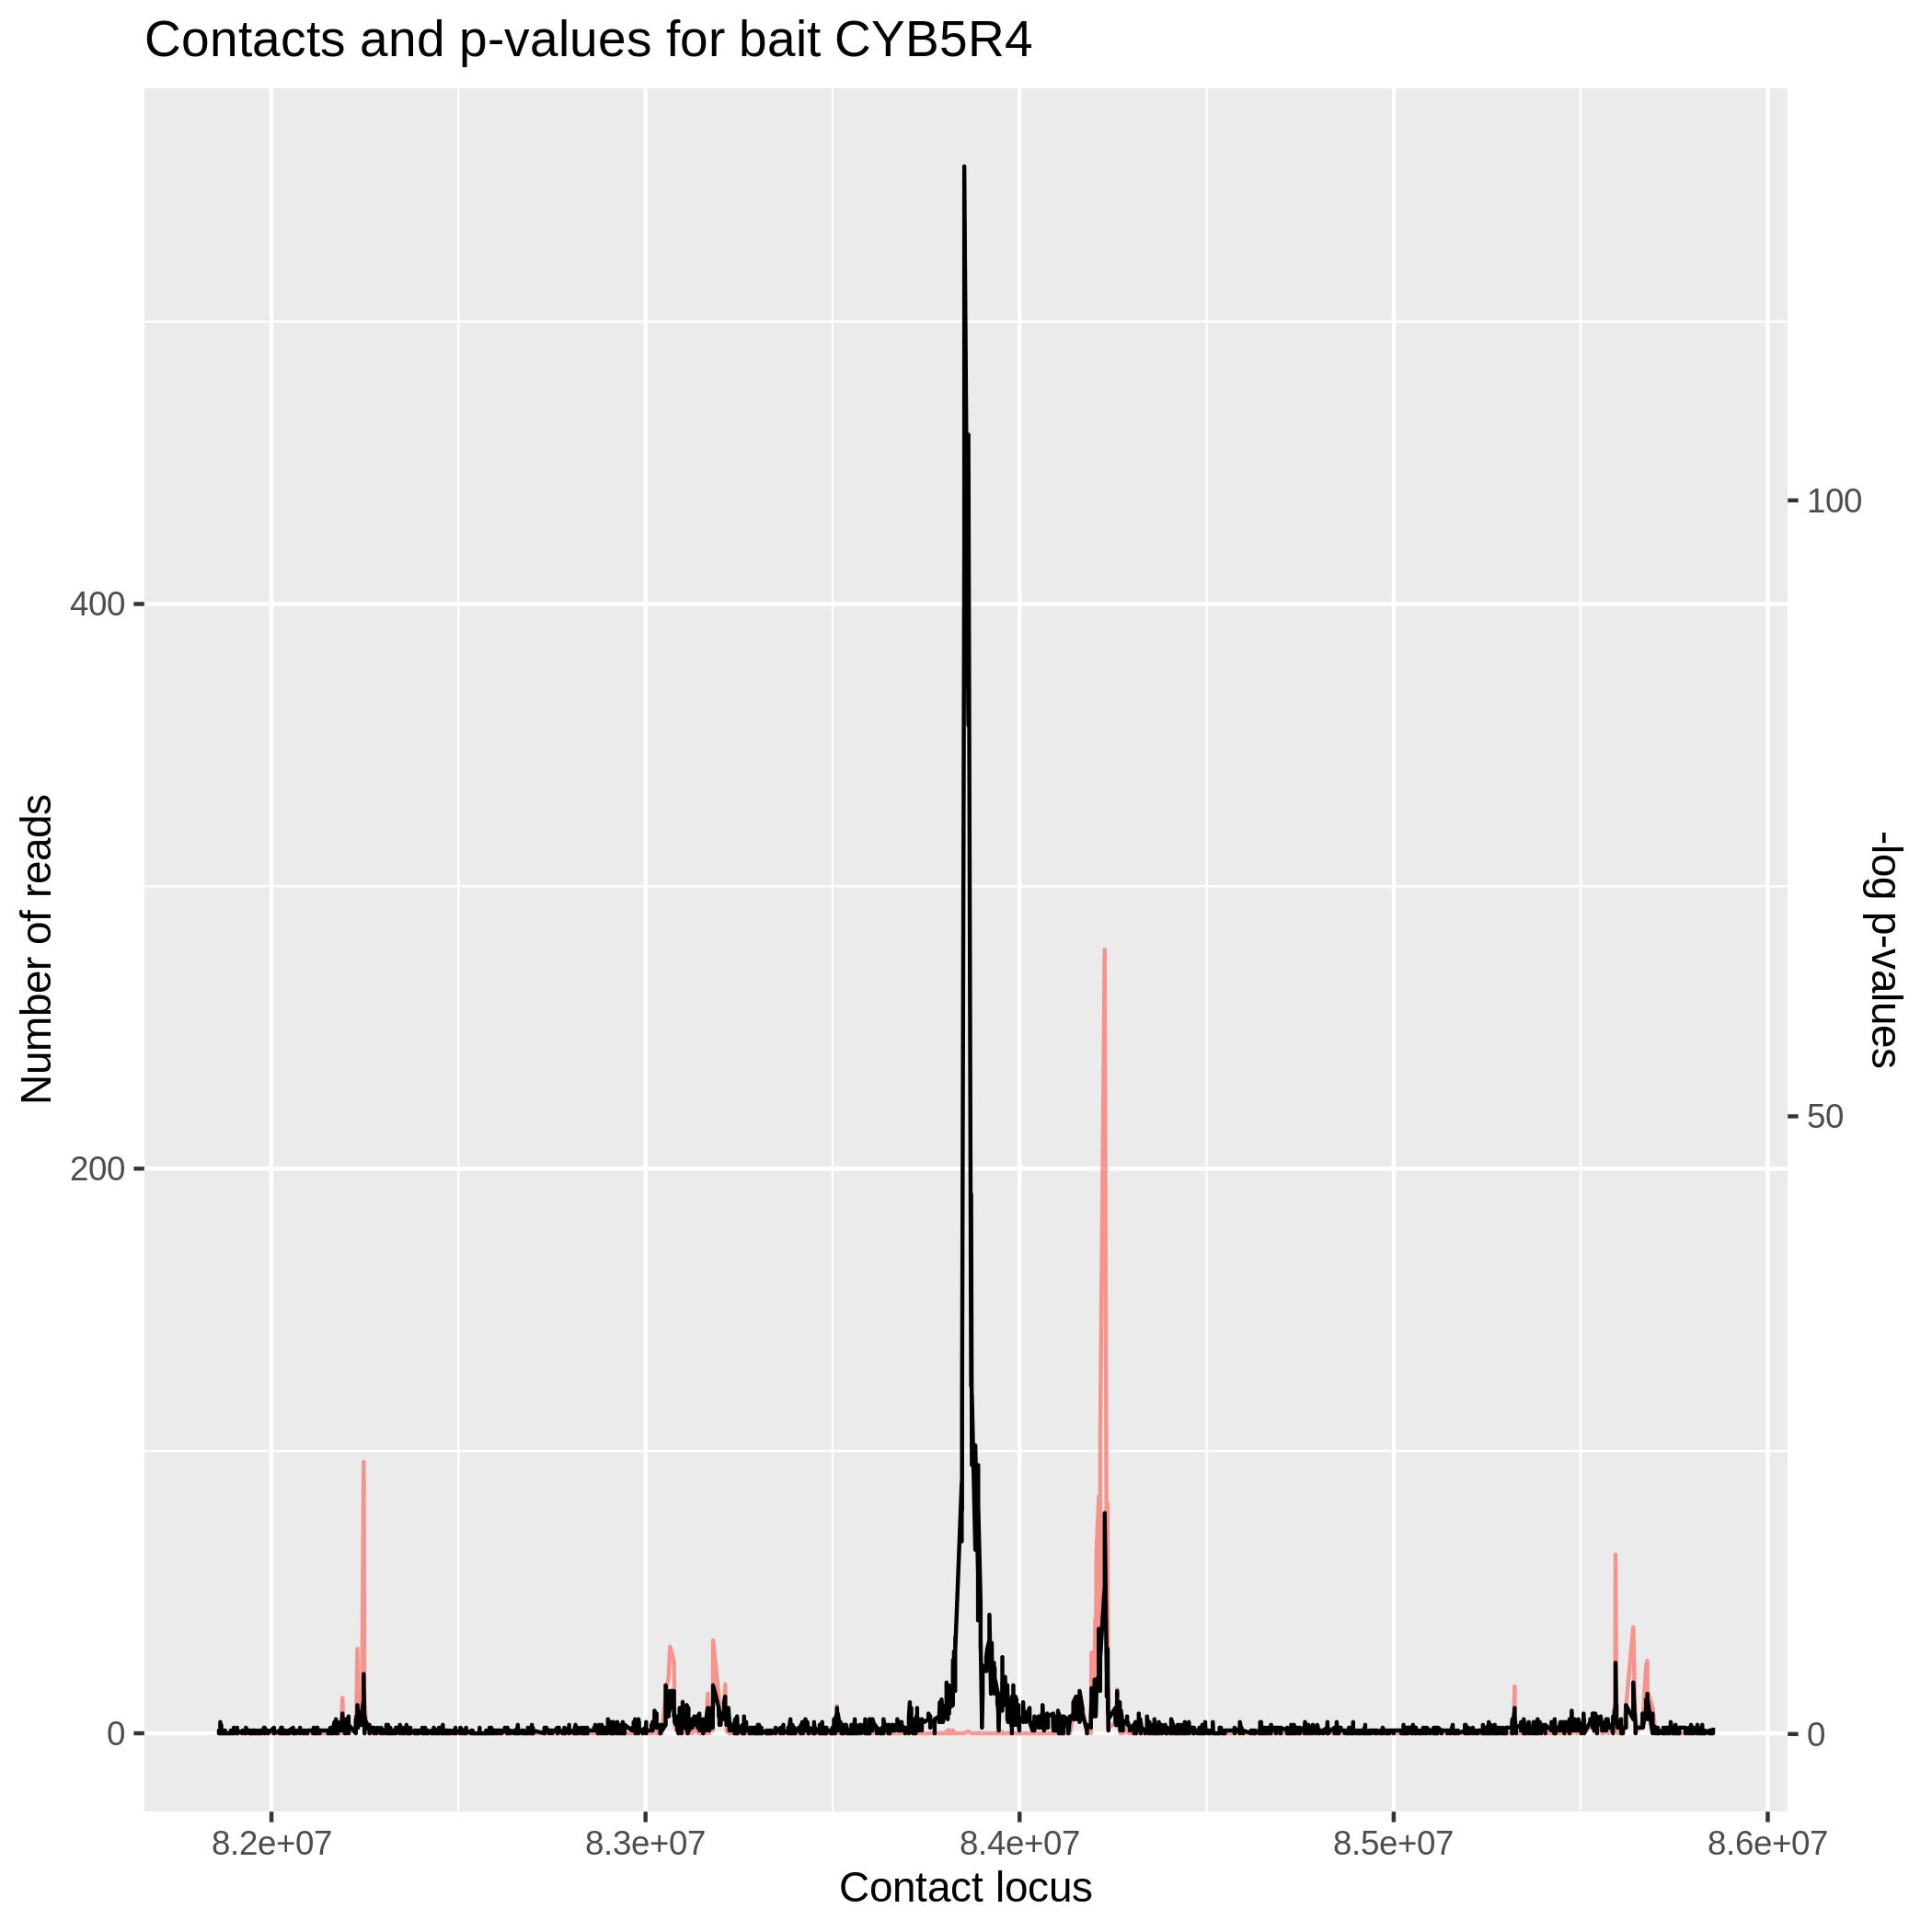 Contacts and p-values for bait CYB5R4
Number of reads
400
200
0
100
50
0
-log p-values
8.2e+07
8.3e+07
8.4e+07
8.5e+07
8.6e+07
Contact locus